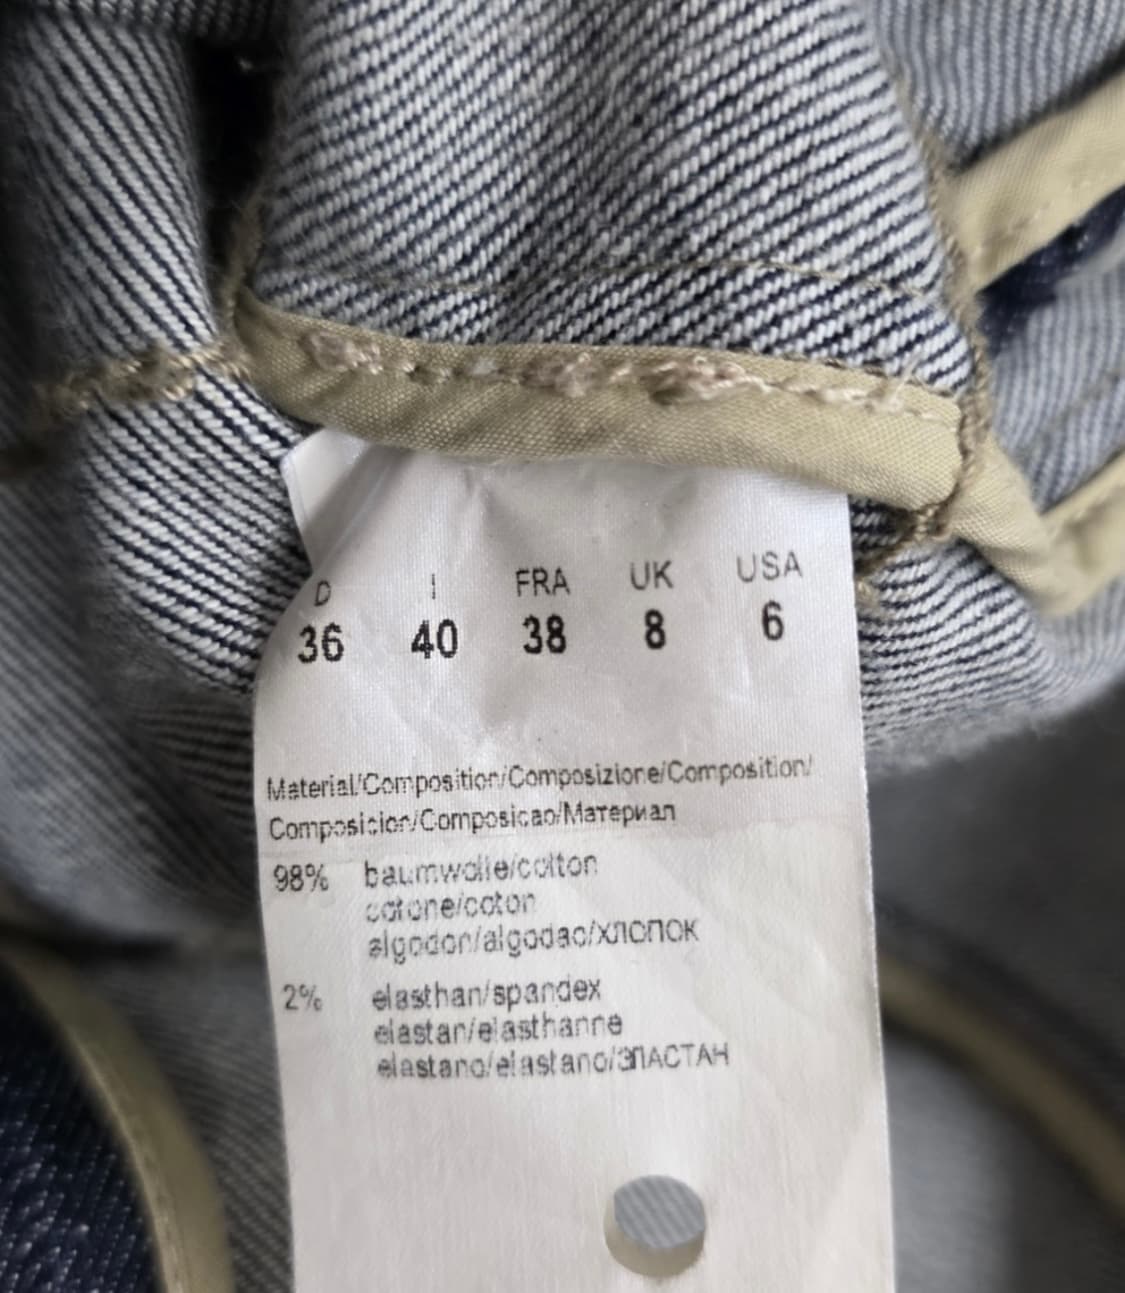 D I FRA UK USA
36 40 38 8 6
Material/Composition/Composizione/Composition/
Composicion/Composicao/Материал
98% baumwolle/cotton
cotone/coton
algodon/algodao/хлопок
2% elasthan/spandex
elastan/elasthanne
elastano/elastano/ЭЛАСТАН